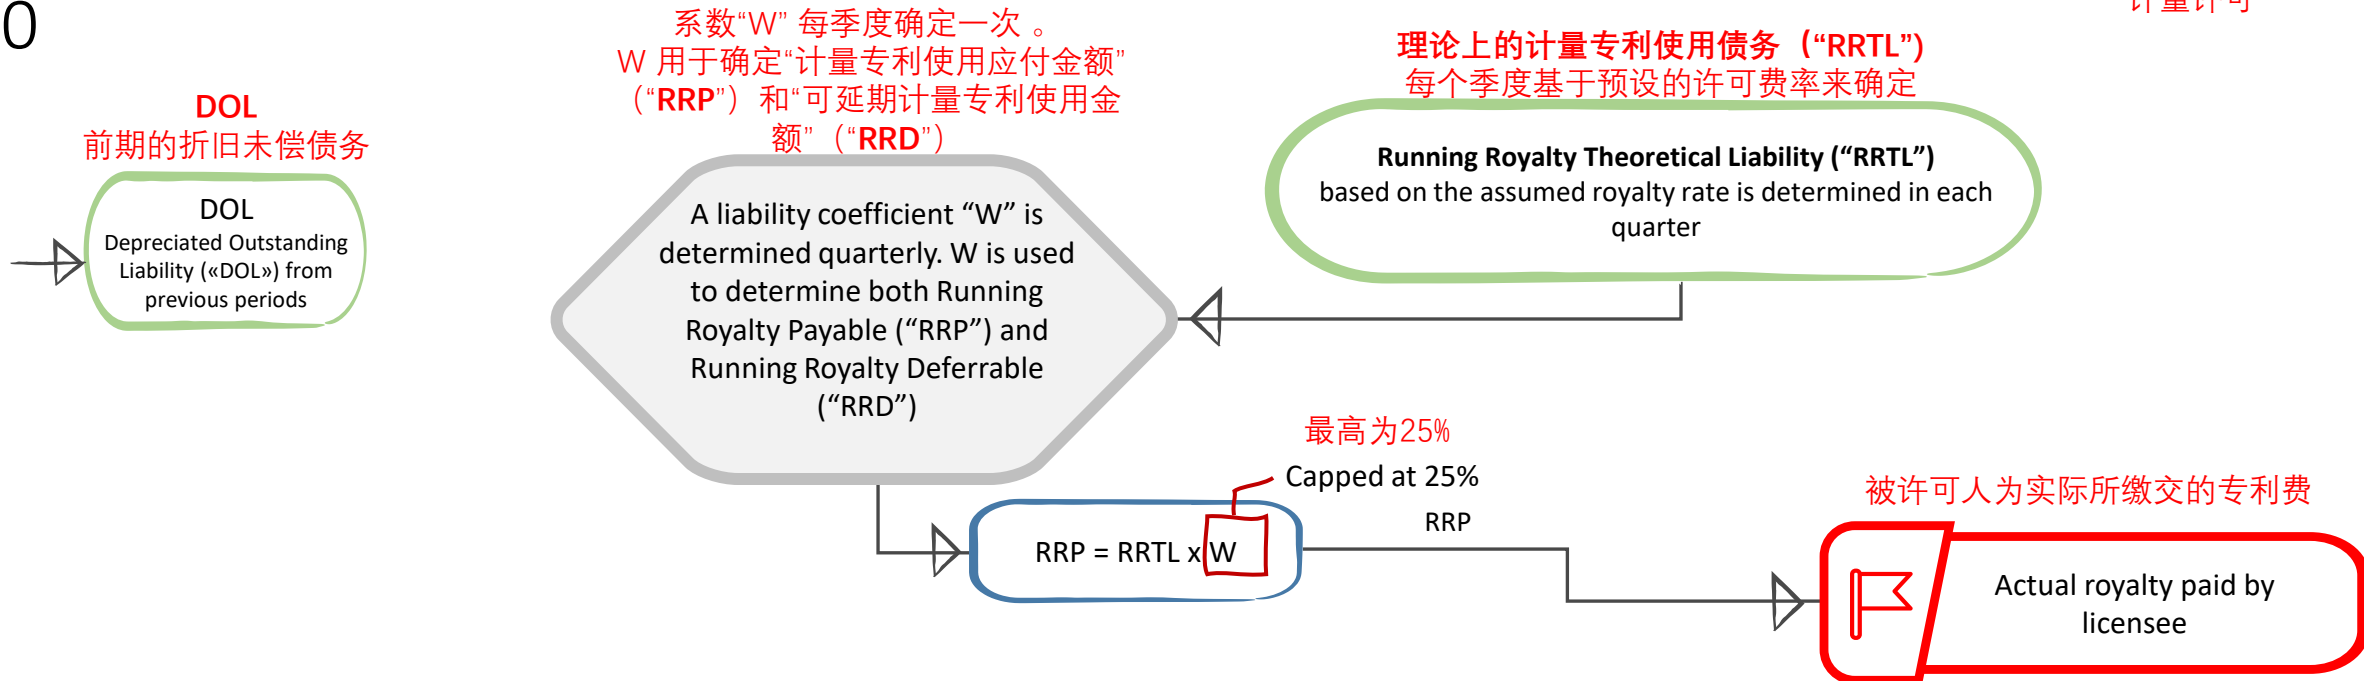 0
计量许可
系数“W” 每季度确定一次 。
W 用于确定“计量专利使用应付金额”
（“RRP”）和“可延期计量专利使用金
额”（“RRD”）
理论上的计量专利使用债务（“RRTL”）
每个季度基于预设的许可费率来确定
DOL
前期的折旧未偿债务
DOL
Depreciated Outstanding
Liability («DOL») from
previous periods
A liability coefficient “W” is
determined quarterly. W is used
to determine both Running
Royalty Payable (“RRP”) and
Running Royalty Deferrable
(“RRD”)
Running Royalty Theoretical Liability (“RRTL”)
based on the assumed royalty rate is determined in each
quarter
最高为25%
Capped at 25%
RRP = RRTL x W
RRP
被许可人为实际所缴交的专利费
Actual royalty paid by
licensee